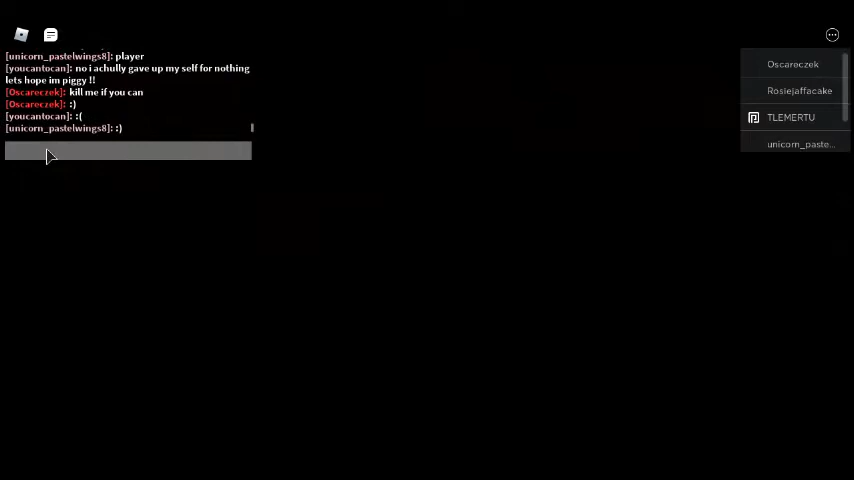 [unicorn_pastelwings8]: player
[youcantocan]: no i achully gave up my self for nothing
lets hope im piggy !!
[Oscareczek]: kill me if you can
[Oscareczek]: :)
[youcantocan]: :(
[unicorn_pastelwings8]: :)
Oscareczek
Rosiejaffacake
TLEMERTU
unicorn_paste...